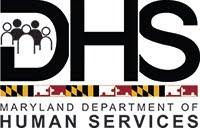 DHS
MARYLAND DEPARTMENT OF
HUMAN SERVICES